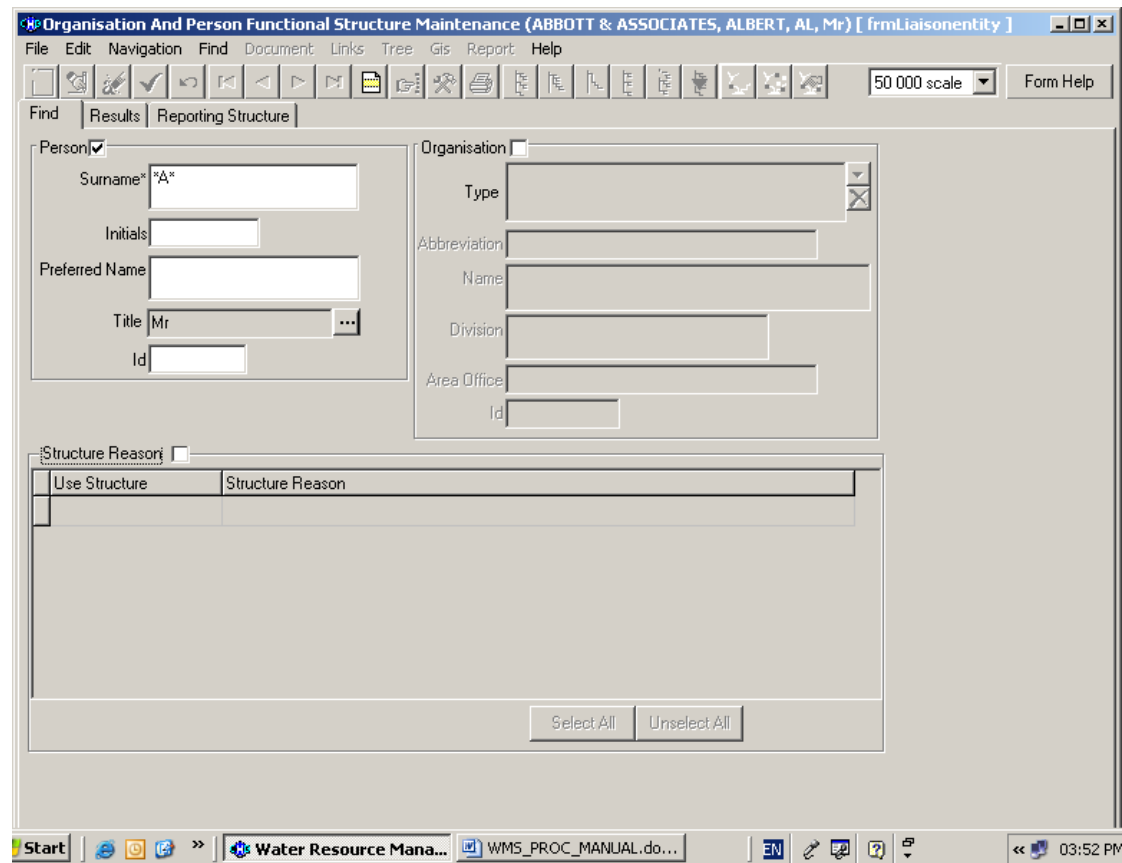 Organisation And Person Functional Structure Maintenance (ABBOTT & ASSOCIATES, ALBERT, AL, Mr) [ frmLiaisonentity ]
File Edit Navigation Find Document Links Tree Gis Report Help
50 000 scale Form Help
Find Results Reporting Structure
Person
Surname* *A*
Initials
Preferred Name
Title Mr ...
Id
Organisation
Type
Abbreviation
Name
Division
Area Office
Id
Structure Reason
Use Structure Structure Reason
Select All Unselect All
Start » Water Resource Mana... WMS_PROC_MANUAL.do... EN « 03:52 PM